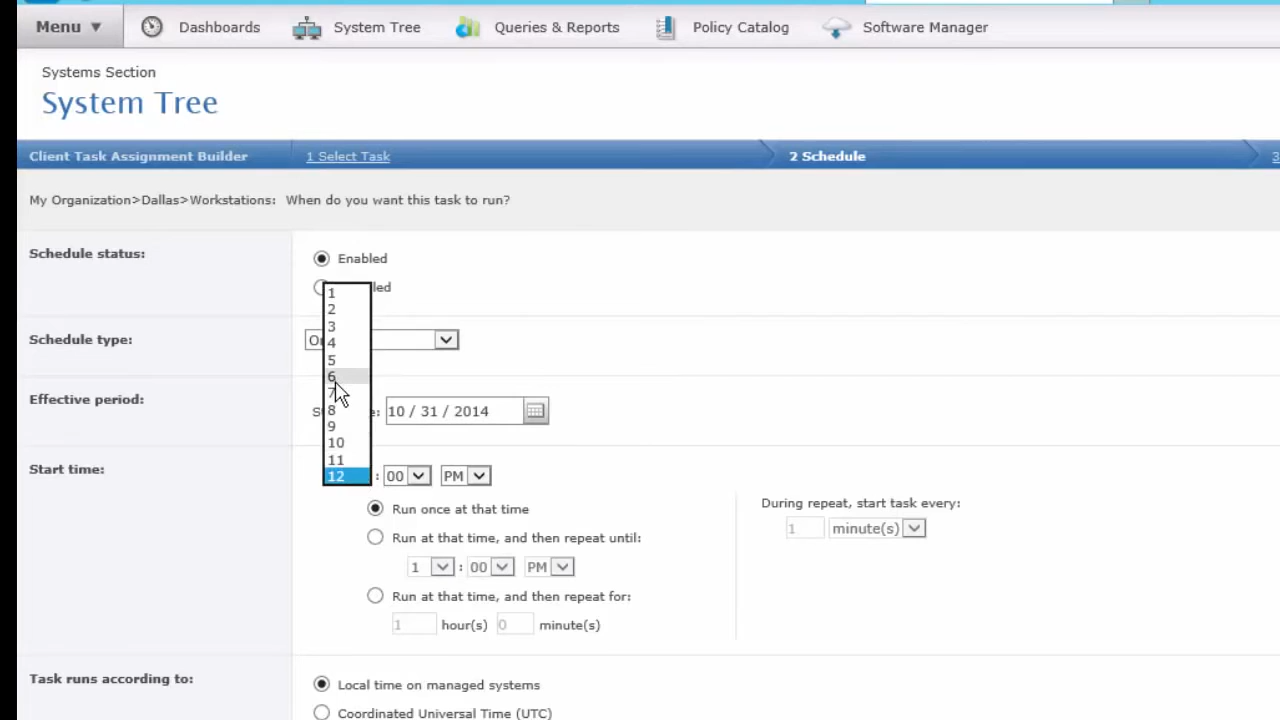 Menu ▼ Dashboards System Tree Queries & Reports Policy Catalog Software Manager
Systems Section
System Tree
Client Task Assignment Builder 1 Select Task 2 Schedule 3
My Organization>Dallas>Workstations: When do you want this task to run?
Schedule status: Enabled
led
1
2
3
4
5
6
7
8
9
10
11
12
Schedule type:
Effective period: 10 / 31 / 2014
Start time: : 00 PM
Run once at that time
Run at that time, and then repeat until:
1 : 00 PM
Run at that time, and then repeat for:
1 hour(s) 0 minute(s)
During repeat, start task every:
1 minute(s)
Task runs according to: Local time on managed systems
Coordinated Universal Time (UTC)